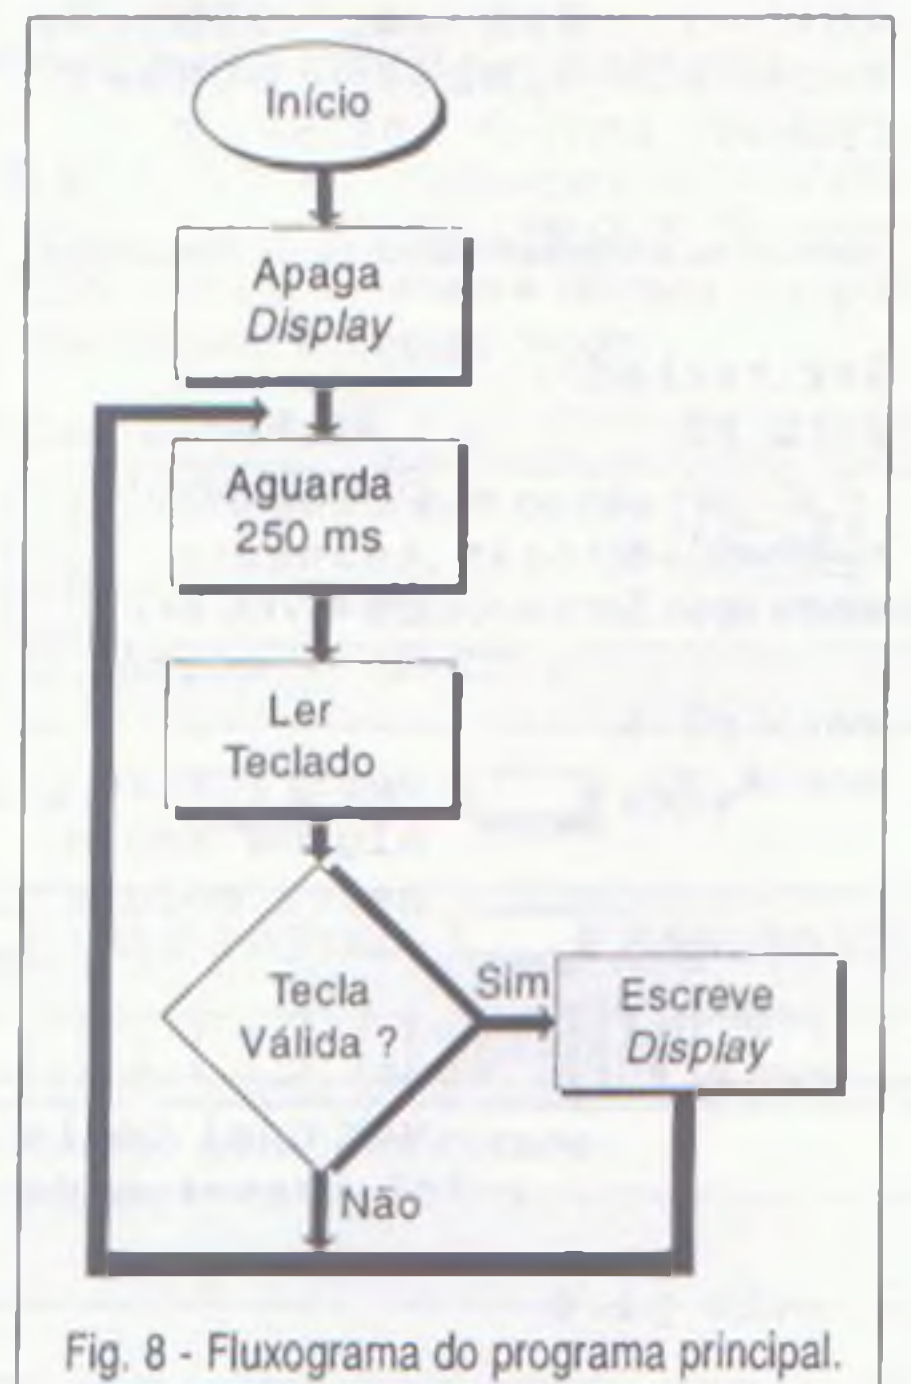 Início
Apaga
Display
Aguarda
250 ms
Ler
Teclado
Tecla
Válida ?
Sim
Escreve
Display
Não
Fig. 8 - Fluxograma do programa principal.